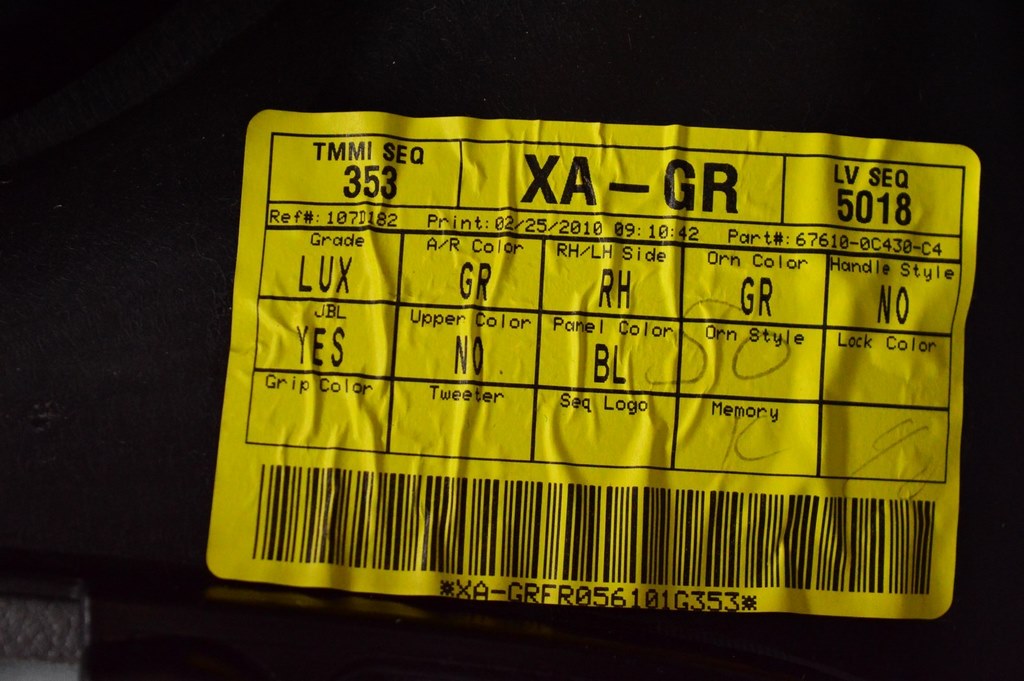 TMMI SEQ XA-GR LV SEQ
353 5018
Ref#: 107D182 Print: 02/25/2010 09:10:42 Part#: 67610-0C430-C4
Grade A/R Color RH/LH Side Orn Color Handle Style
LUX GR RH GR NO
JBL Upper Color Panel Color Orn Style Lock Color
YES NO BL
Grip Color Tweeter Seq Logo Memory
*XA-GRFR056101G353*